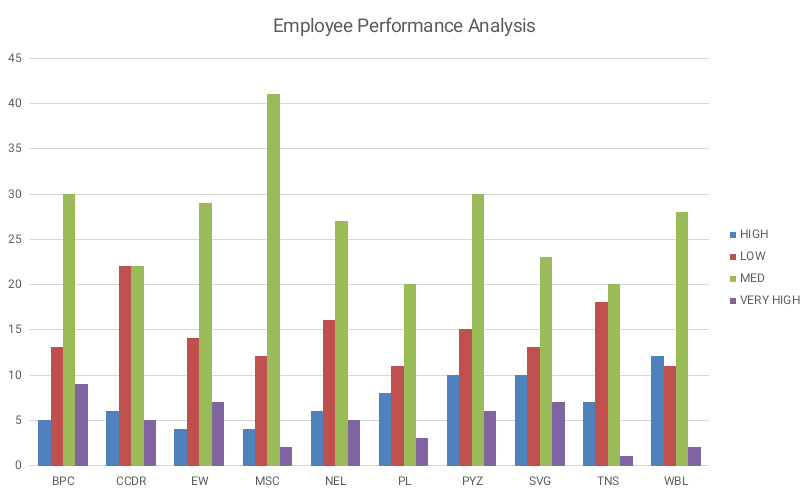 Employee Performance Analysis
45
40
35
30
25
20
15
10
5
0
BPC CCDR EW MSC NEL PL PYZ SVG TNS WBL
HIGH
LOW
MED
VERY HIGH